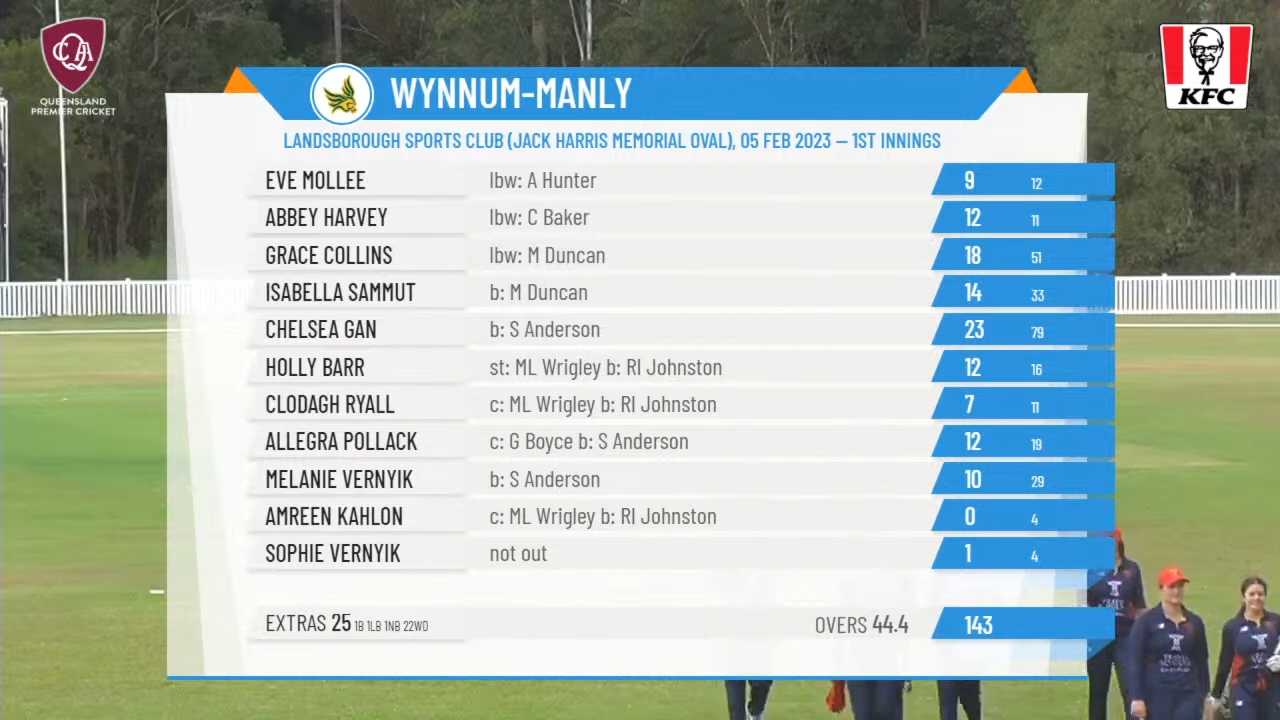 QUEENSLAND
PREMIER CRICKET
KFC
WYNNUM-MANLY
LANDSBOROUGH SPORTS CLUB (JACK HARRIS MEMORIAL OVAL), 05 FEB 2023 – 1ST INNINGS
EVE MOLLEE lbw: A Hunter 9 12
ABBEY HARVEY lbw: C Baker 12 11
GRACE COLLINS lbw: M Duncan 18 51
ISABELLA SAMMUT b: M Duncan 14 33
CHELSEA GAN b: S Anderson 23 79
HOLLY BARR st: ML Wrigley b: RI Johnston 12 16
CLODAGH RYALL c: ML Wrigley b: RI Johnston 7 11
ALLEGRA POLLACK c: G Boyce b: S Anderson 12 19
MELANIE VERNYIK b: S Anderson 10 29
AMREEN KAHLON c: ML Wrigley b: RI Johnston 0 4
SOPHIE VERNYIK not out 1 4
EXTRAS 25 1B 1LB 1NB 22WD OVERS 44.4 143